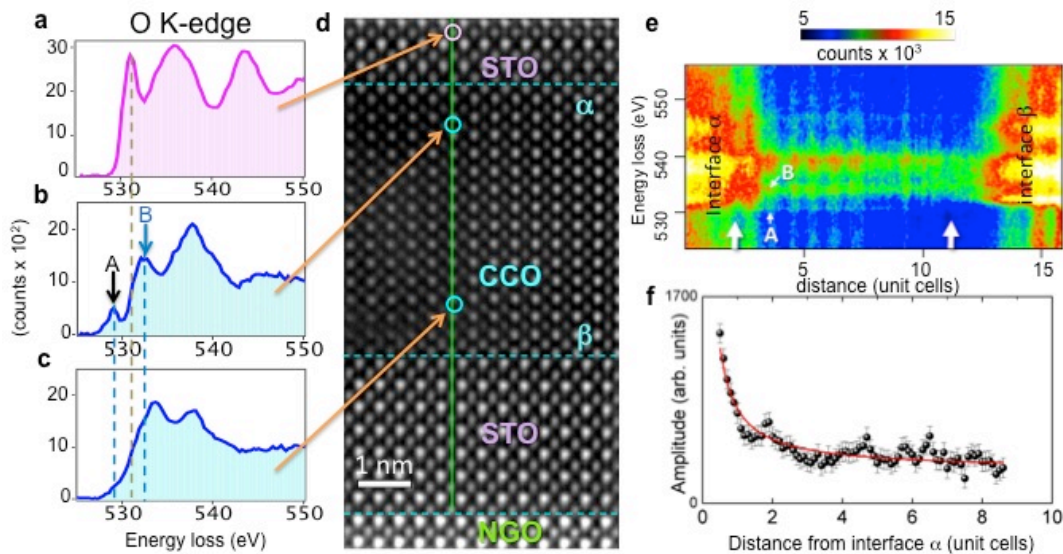 a
O K-edge
30
20
10
0
530
540
550
b
(counts x 10²)
20
10
0
A
B
530
540
550
c
20
10
0
530
540
550
Energy loss (eV)
d
STO
α
CCO
β
STO
1 nm
NGO
e
5
15
counts x 10³
Energy loss (eV)
550
540
530
Interface α
B
A
interface β
5
10
15
distance (unit cells)
f
Amplitude (arb. units)
1700
0
0
2
4
6
8
10
Distance from interface α (unit cells)